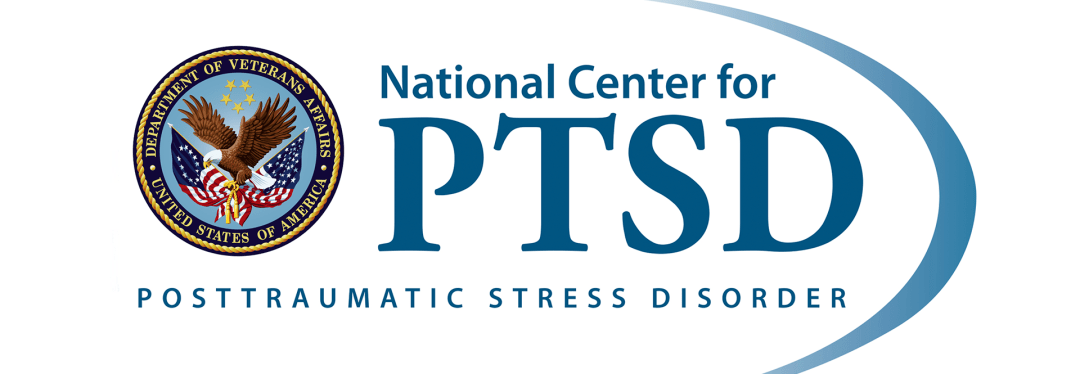 DEPARTMENT OF VETERANS AFFAIRS
UNITED STATES OF AMERICA
National Center for
PTSD
POSTTRAUMATIC STRESS DISORDER